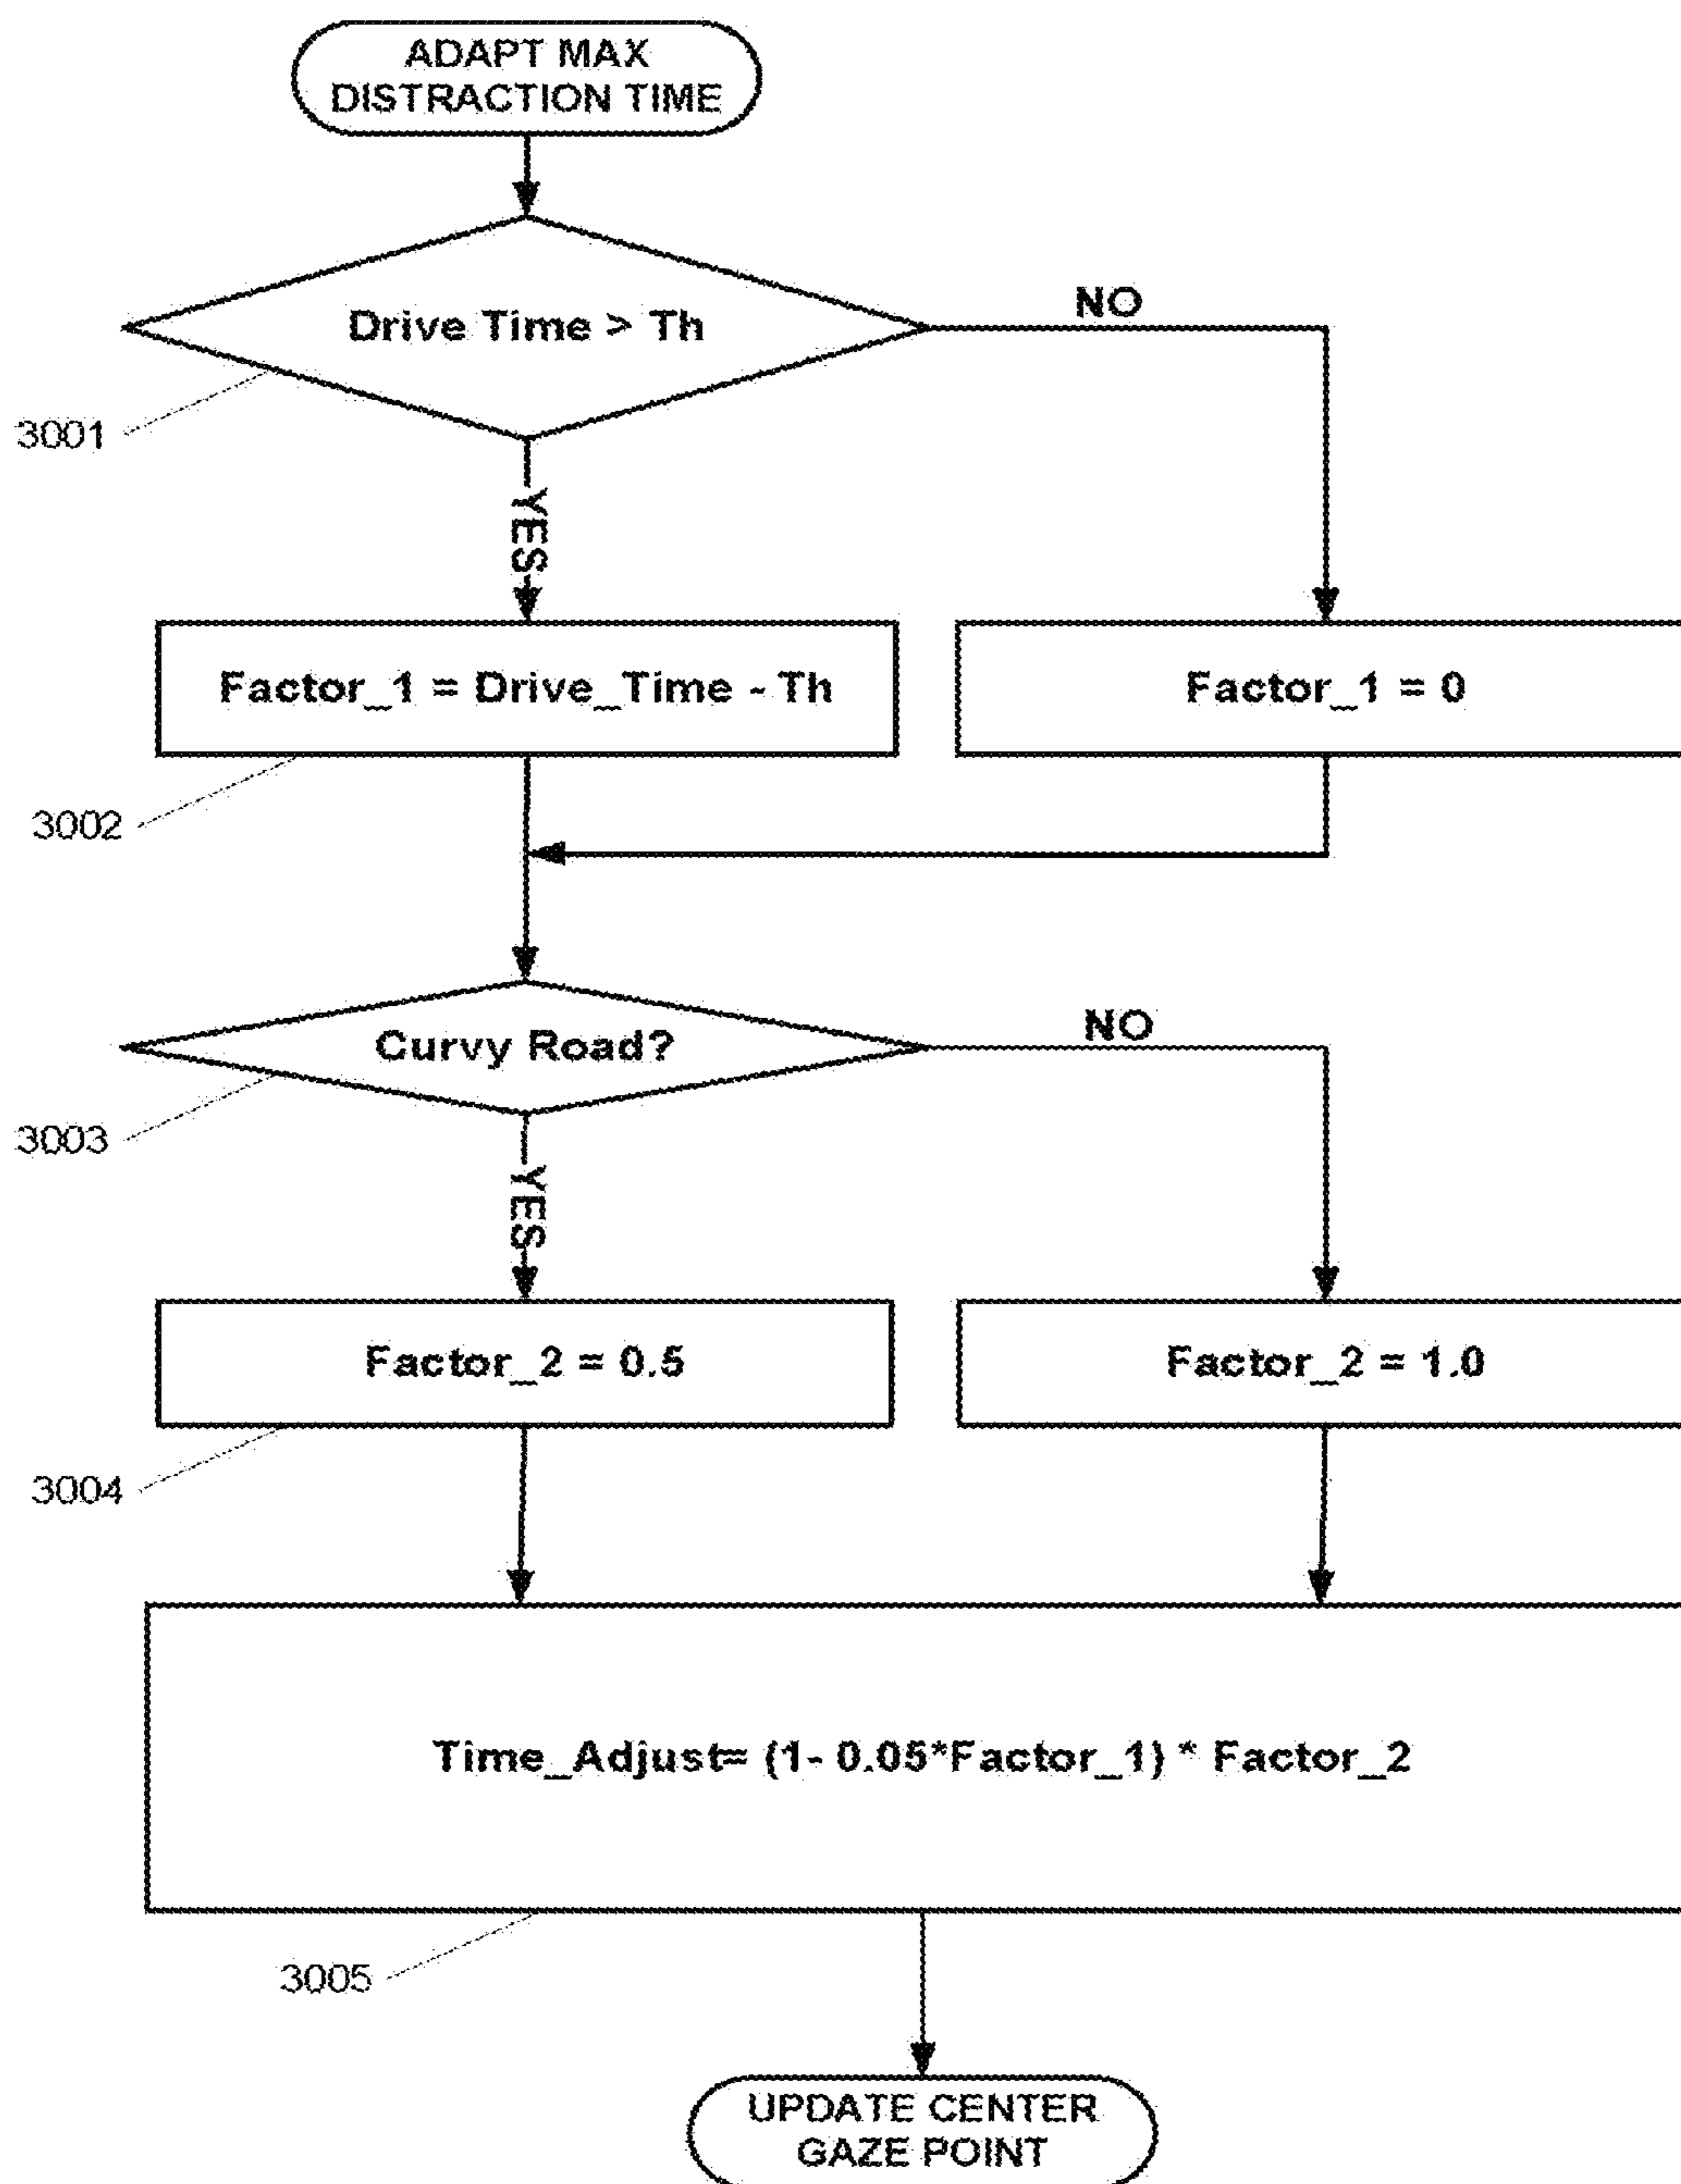 ADAPT MAX
DISTRACTION TIME
Drive Time > Th
NO
3001
YES
Factor_1 = Drive_Time - Th
Factor_1 = 0
3002
Curvy Road?
NO
3003
YES
Factor_2 = 0.5
Factor_2 = 1.0
3004
Time_Adjust= (1- 0.05*Factor_1) * Factor_2
3005
UPDATE CENTER
GAZE POINT